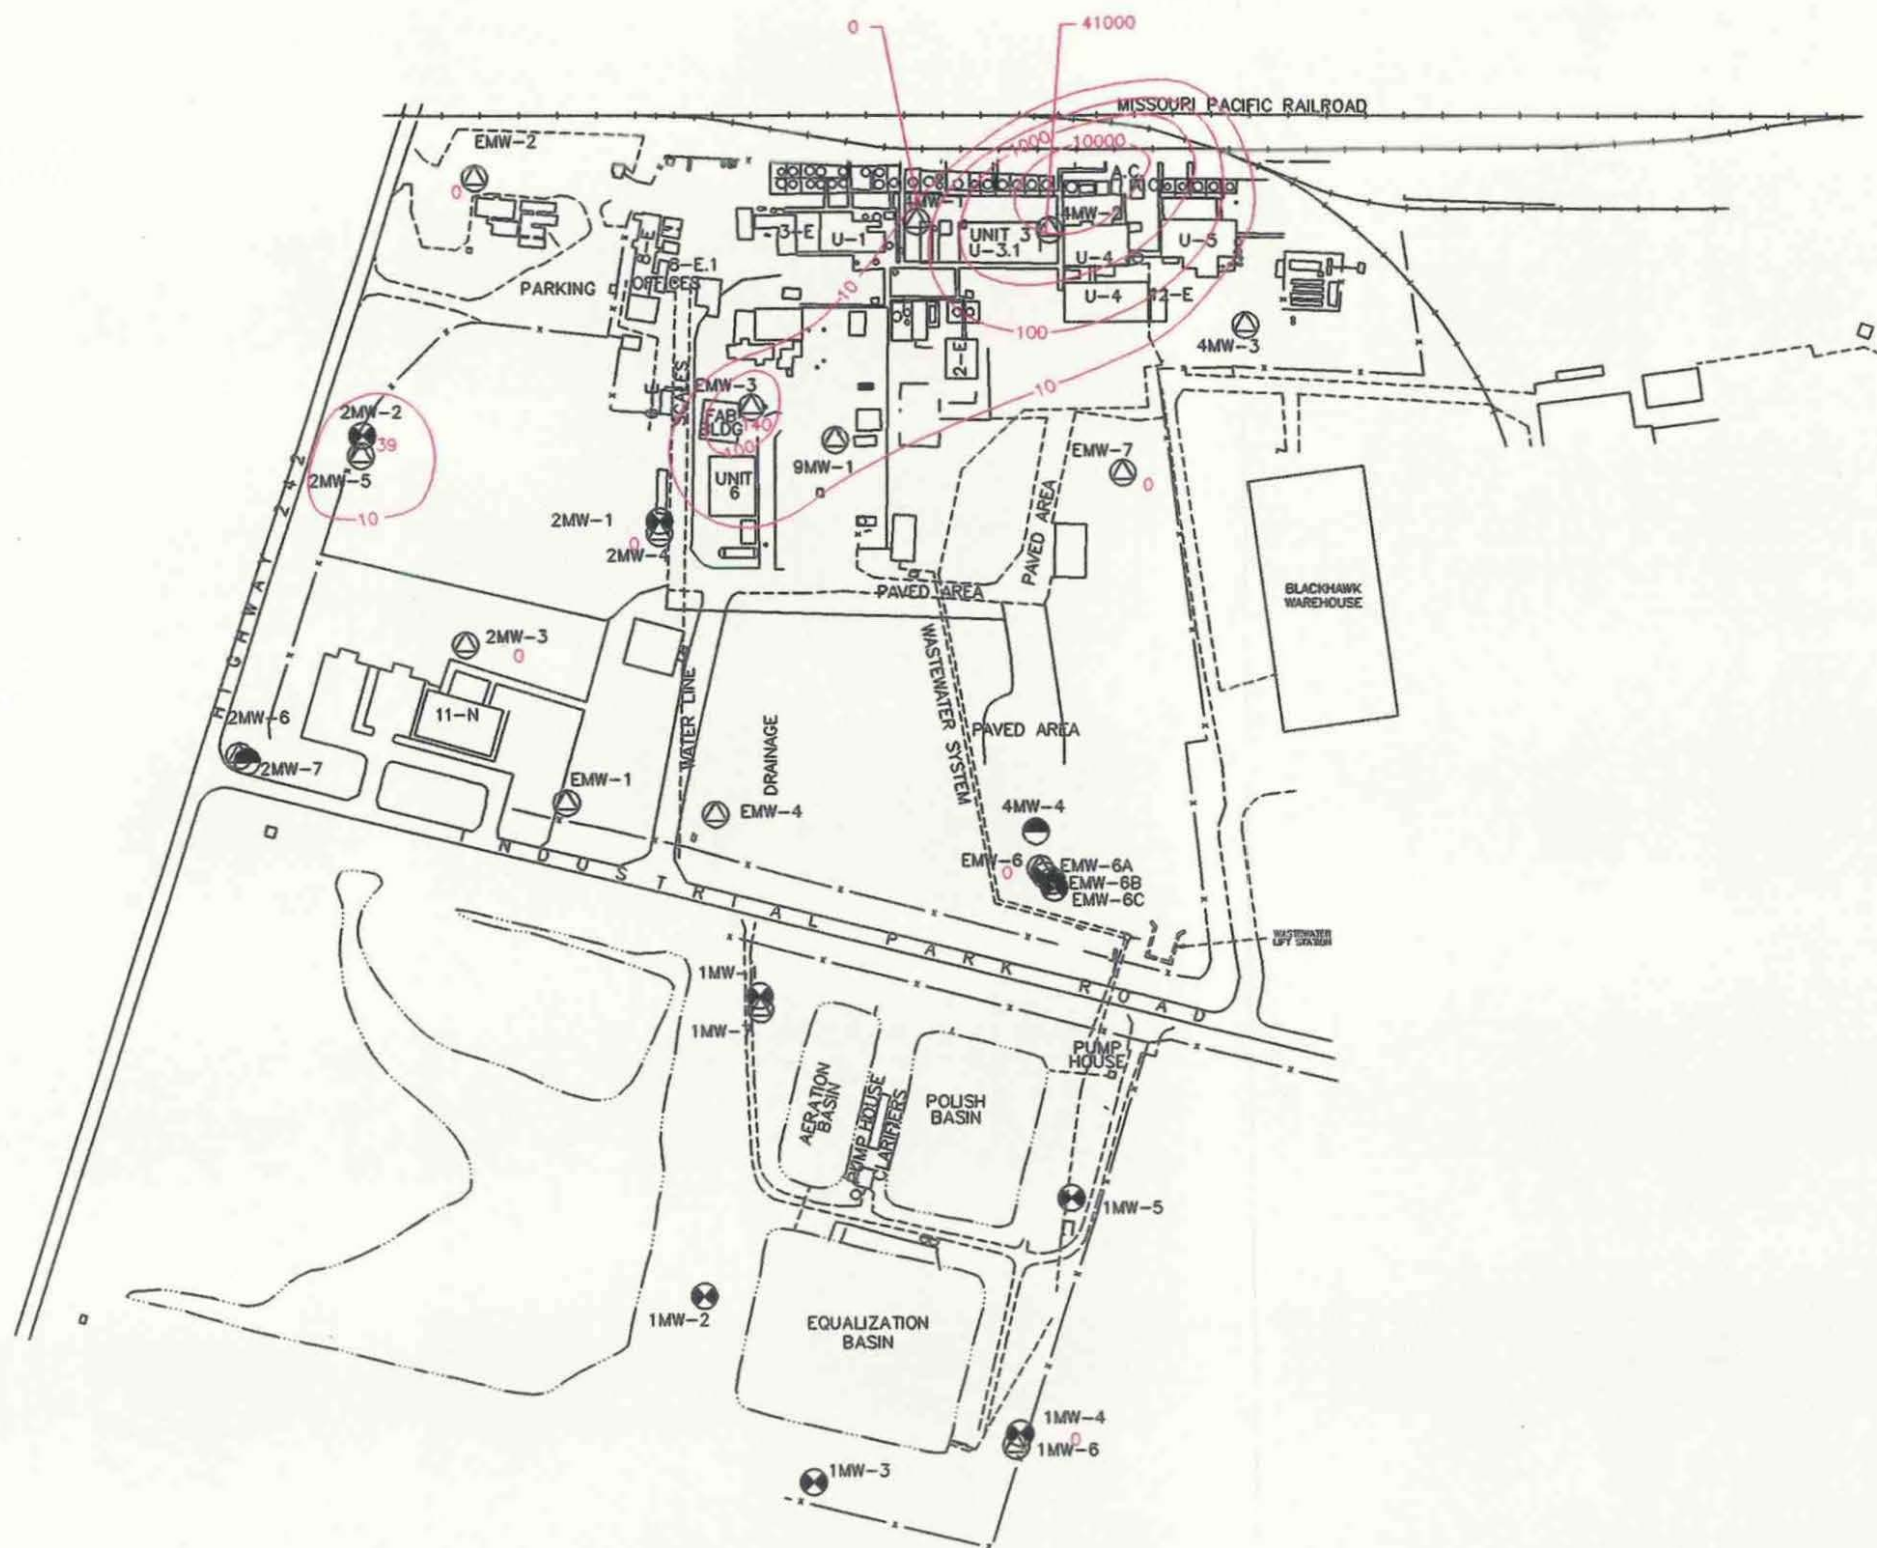 0
41000
MISSOURI PACIFIC RAILROAD
EMW-2
0
1000
10000
A.C.
4MW-1
4MW-2
3-E
U-1
UNIT 3
U-3.1
U-4
U-5
8-E
8-E.1
OFFICES
PARKING
10
U-4
12-E
100
4MW-3
2-E
10
SCALES
EMW-3
FAB
BLDG
140
100
2MW-2
39
2MW-5
10
9MW-1
UNIT
6
EMW-7
0
2MW-1
0
2MW-4
PAVED AREA
PAVED AREA
BLACKHAWK
WAREHOUSE
HIGHWAY 242
2MW-3
0
WASTEWATER SYSTEM
WATER LINE
11-N
2MW-6
2MW-7
DRAINAGE
PAVED AREA
EMW-1
EMW-4
4MW-4
EMW-6
0
EMW-6A
EMW-6B
EMW-6C
INDUSTRIAL PARK ROAD
WASTEWATER
LIFT STATION
PUMP
HOUSE
AERATION
BASIN
PUMP HOUSE
CLARIFIERS
POLISH
BASIN
1MW-5
1MW-2
EQUALIZATION
BASIN
1MW-4
0
1MW-6
1MW-3